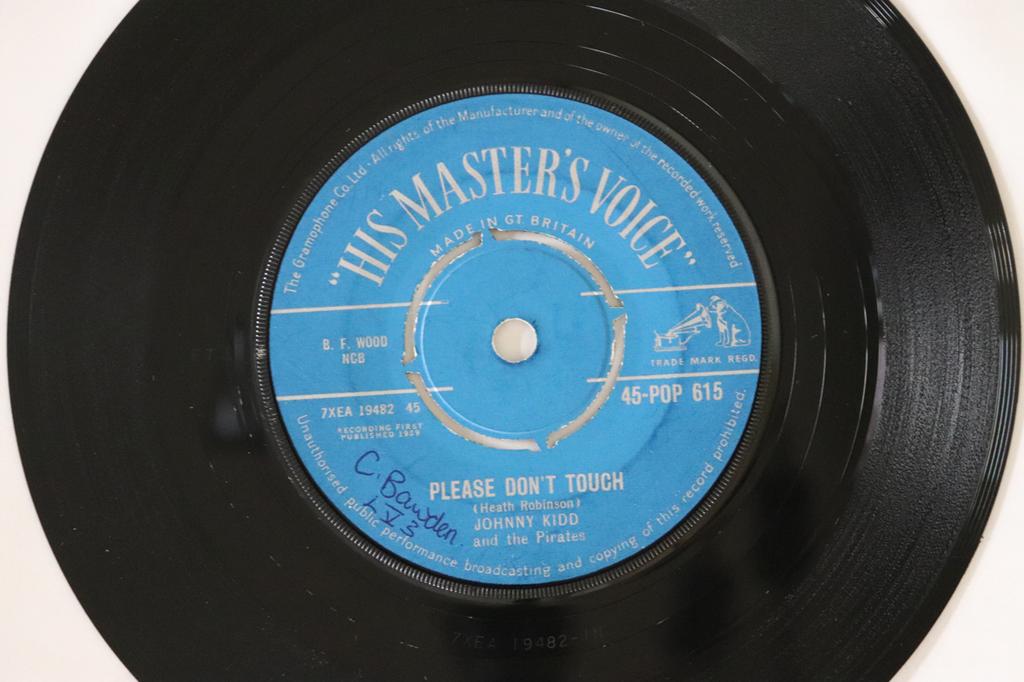 The Gramophone Co. Ltd · All rights of the Manufacturer and of the owner of the recorded work reserved
"HIS MASTER'S VOICE"
MADE IN GT BRITAIN
B. F. WOOD
NCB
TRADE MARK REGD.
7XEA 19482 45
45-POP 615
RECORDING FIRST
PUBLISHED 1959
C. Bawden
PLEASE DON'T TOUCH
(Heath Robinson)
JOHNNY KIDD
and the Pirates
Unauthorised public performance broadcasting and copying of this record prohibited.
7XEA 19482-1N